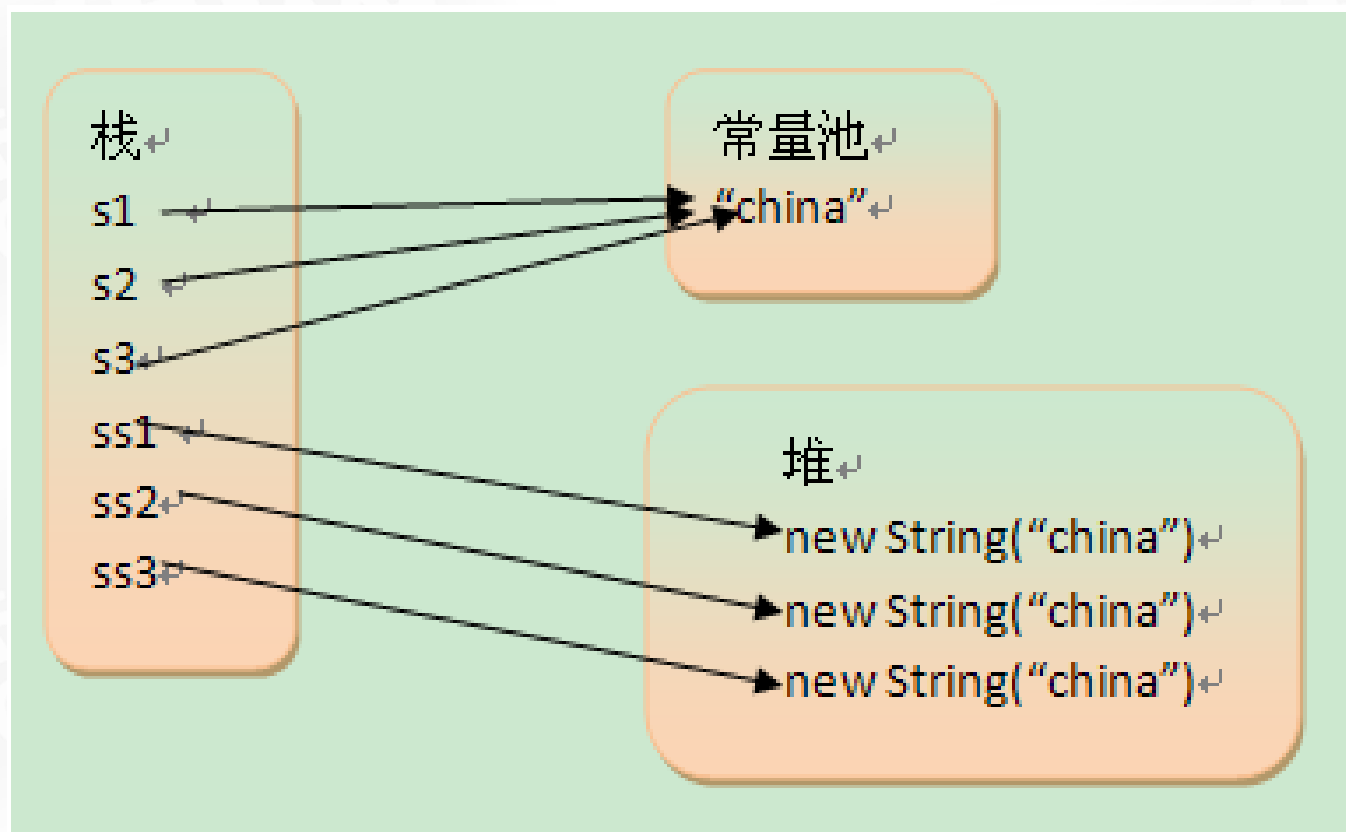 栈
s1
s2
s3
ss1
ss2
ss3
常量池
“china”
堆
new String(“china”)
new String(“china”)
new String(“china”)